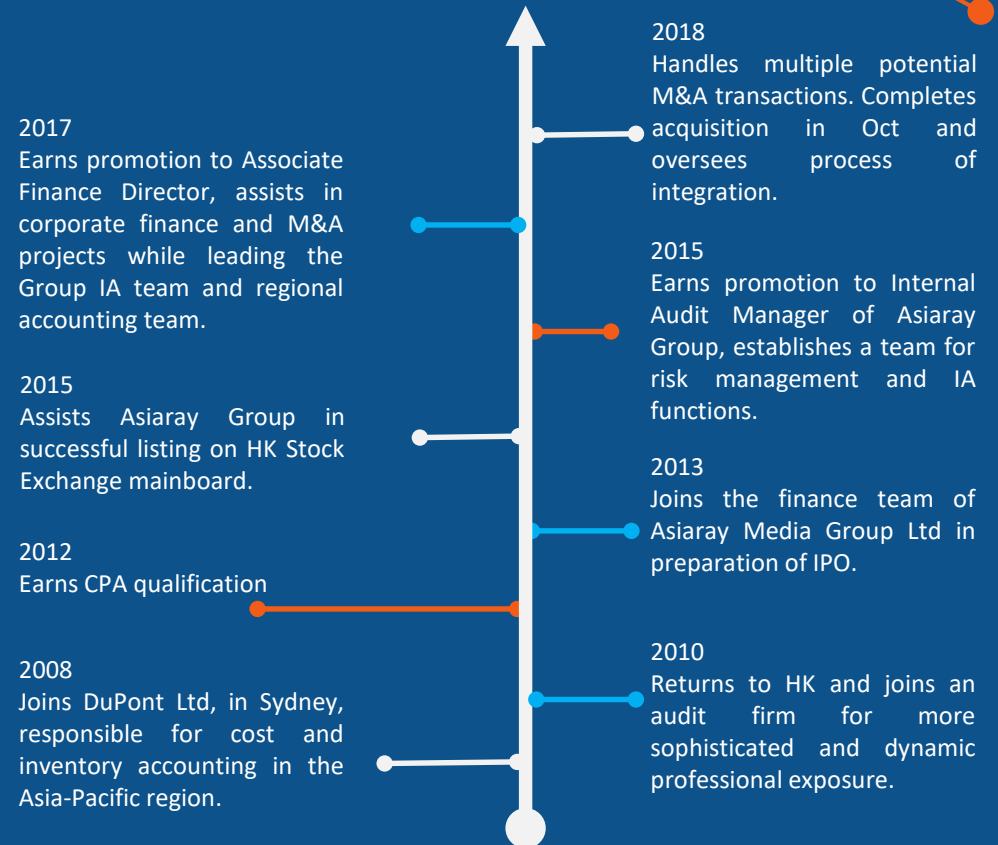 2017
Earns promotion to Associate
Finance Director, assists in
corporate finance and M&A
projects while leading the
Group IA team and regional
accounting team.
2015
Assists Asiaray Group in
successful listing on HK Stock
Exchange mainboard.
2012
Earns CPA qualification
2008
Joins DuPont Ltd, in Sydney,
responsible for cost and
inventory accounting in the
Asia-Pacific region.
2018
Handles multiple potential
M&A transactions. Completes
acquisition in Oct and
oversees process of
integration.
2015
Earns promotion to Internal
Audit Manager of Asiaray
Group, establishes a team for
risk management and IA
functions.
2013
Joins the finance team of
Asiaray Media Group Ltd in
preparation of IPO.
2010
Returns to HK and joins an
audit firm for more
sophisticated and dynamic
professional exposure.